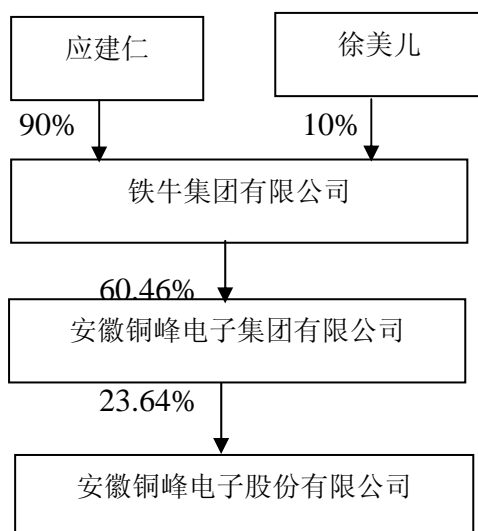 应建仁
徐美儿
90%
10%
铁牛集团有限公司
60.46%
安徽铜峰电子集团有限公司
23.64%
安徽铜峰电子股份有限公司